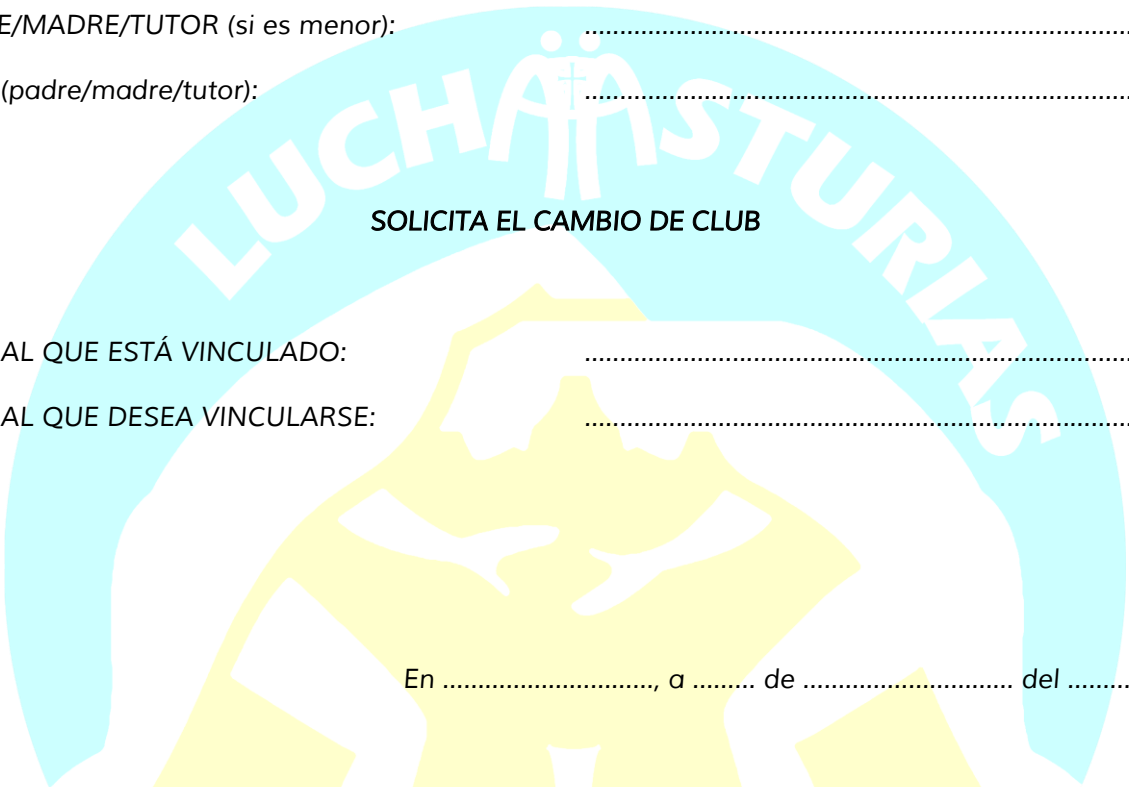 E/MADRE/TUTOR (si es menor): ...............................................................................
(padre/madre/tutor): ...............................................................................
LUCHASTURIAS
SOLICITA EL CAMBIO DE CLUB
AL QUE ESTÁ VINCULADO: ...............................................................................
AL QUE DESEA VINCULARSE: ...............................................................................
En .............................., a ......... de .............................. del .........